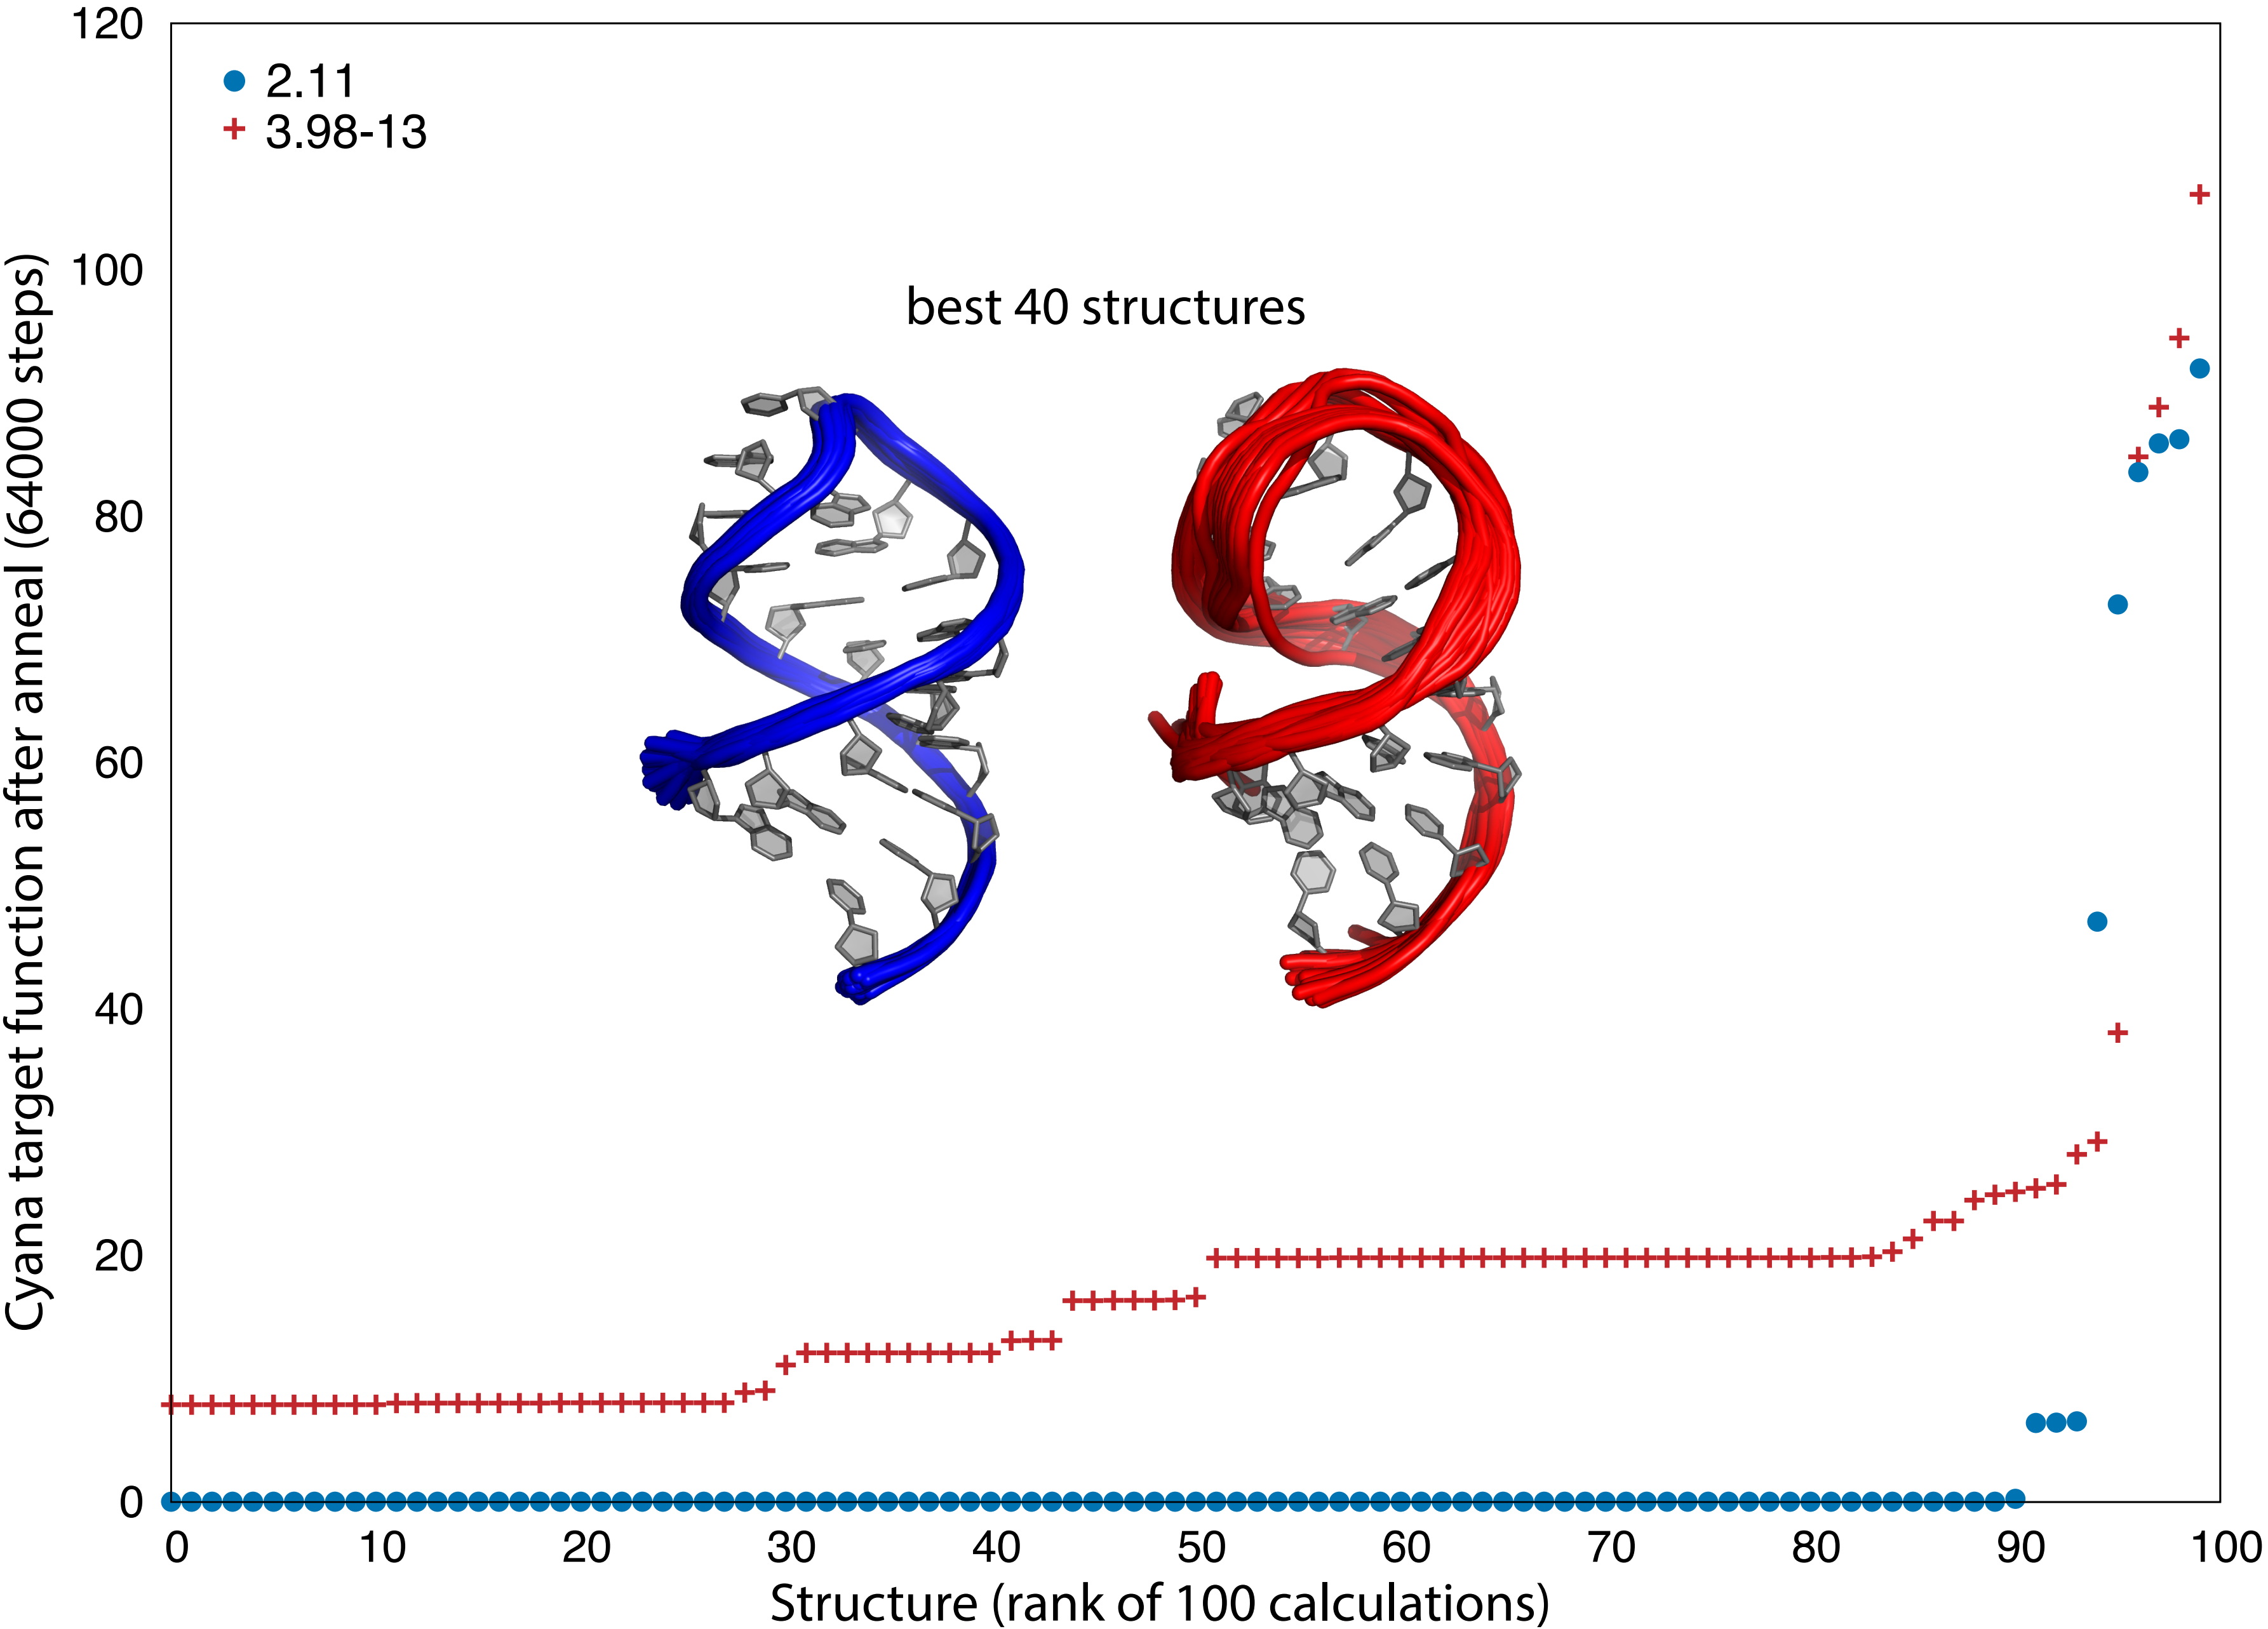 120
100
80
60
40
20
0
Cyana target function after anneal (64000 steps)
2.11
3.98-13
best 40 structures
0 10 20 30 40 50 60 70 80 90 100
Structure (rank of 100 calculations)